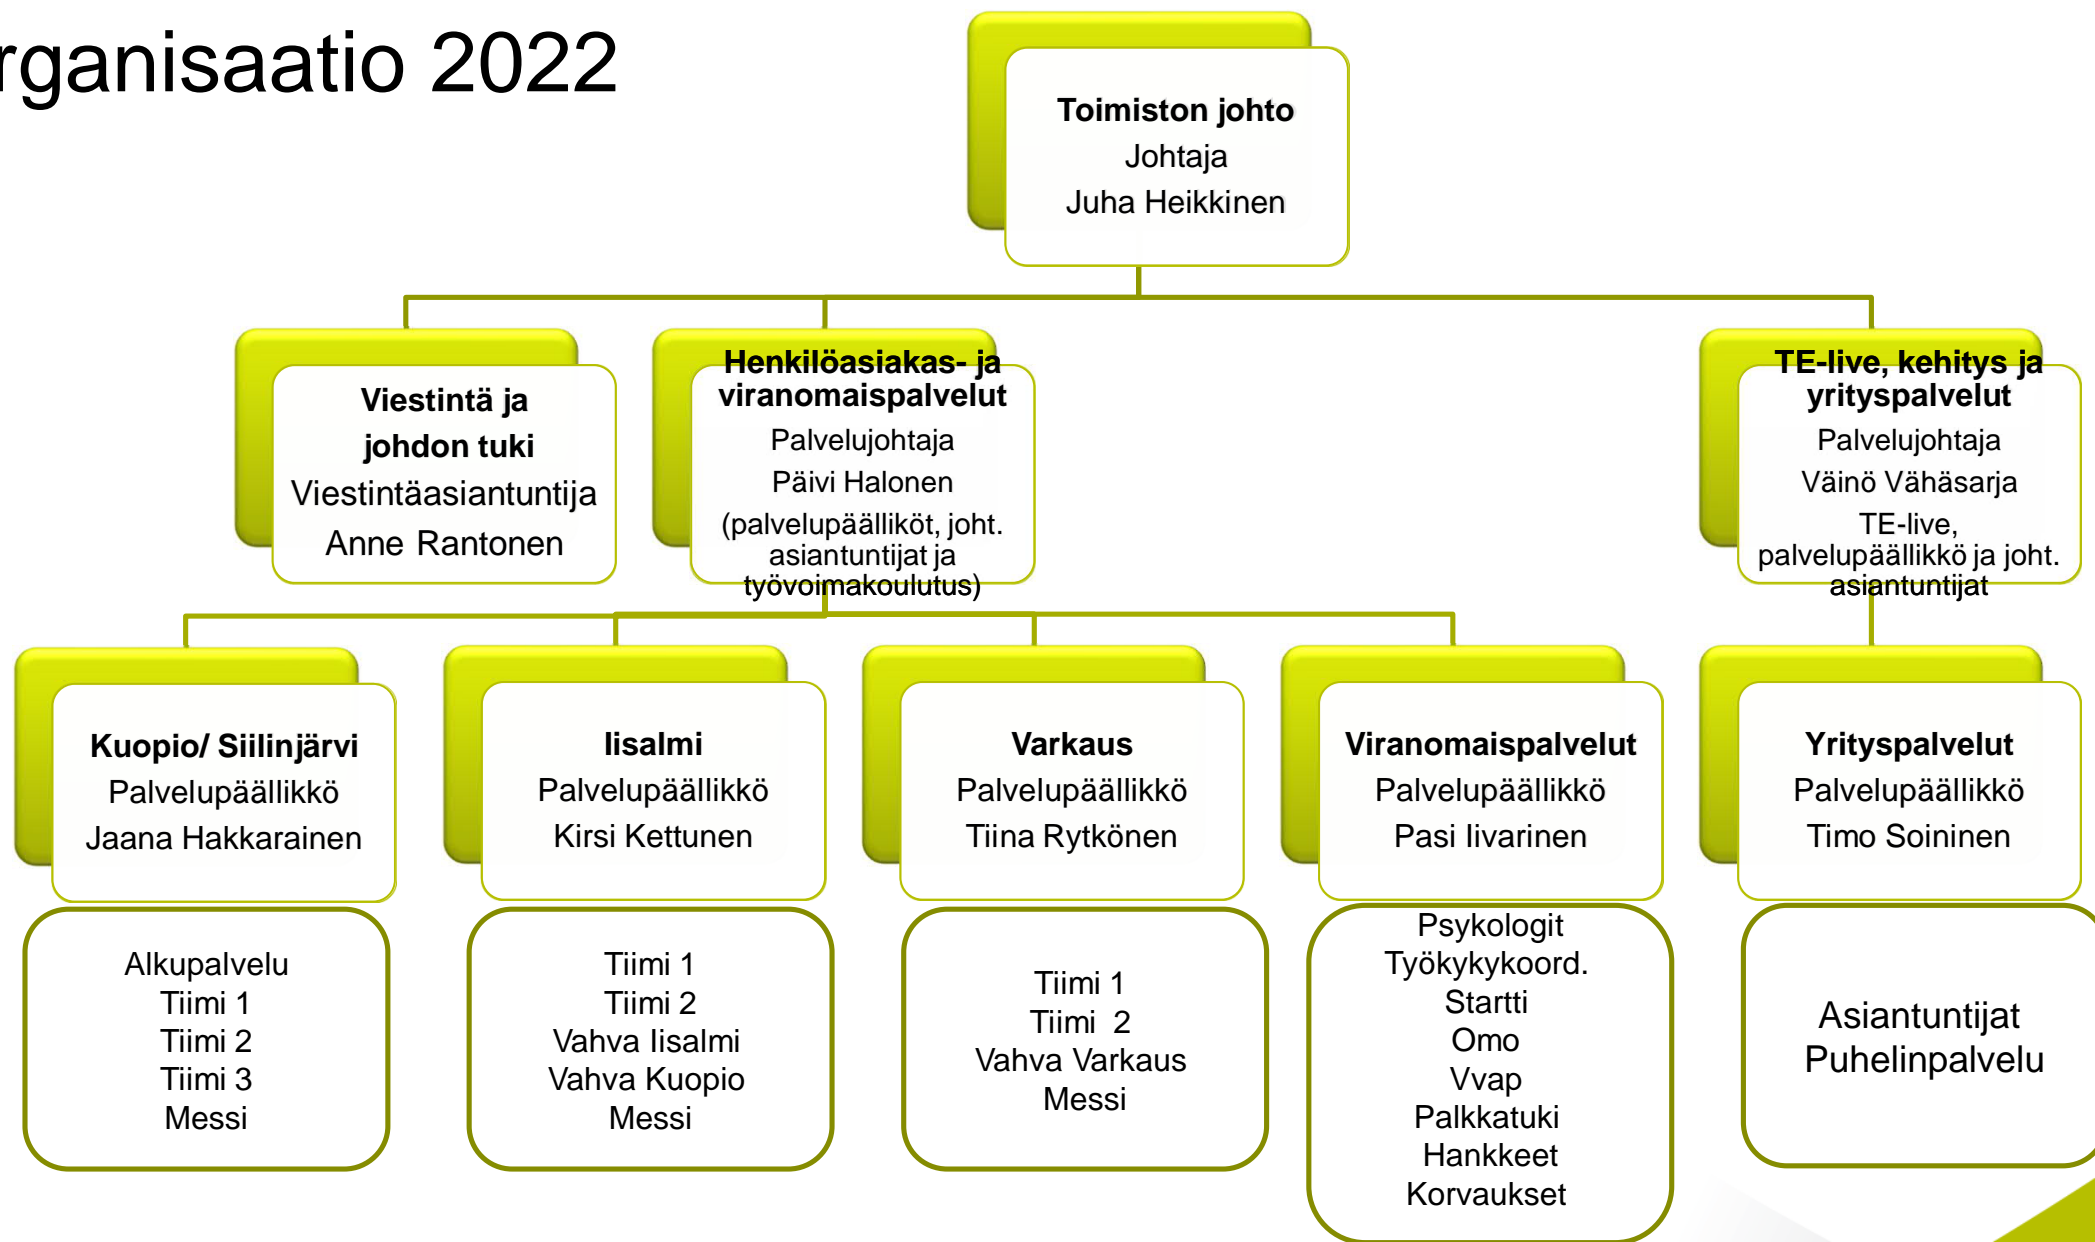 rganisaatio 2022
Toimiston johto
Johtaja
Juha Heikkinen
Viestintä ja
johdon tuki
Viestintäasiantuntija
Anne Rantonen
Henkilöasiakas- ja
viranomaispalvelut
Palvelujohtaja
Päivi Halonen
(palvelupäälliköt, joht.
asiantuntijat ja
työvoimakoulutus)
TE-live, kehitys ja
yrityspalvelut
Palvelujohtaja
Väinö Vähäsarja
TE-live,
palvelupäällikkö ja joht.
asiantuntijat
Kuopio/ Siilinjärvi
Palvelupäällikkö
Jaana Hakkarainen
Iisalmi
Palvelupäällikkö
Kirsi Kettunen
Varkaus
Palvelupäällikkö
Tiina Rytkönen
Viranomaispalvelut
Palvelupäällikkö
Pasi Iivarinen
Yrityspalvelut
Palvelupäällikkö
Timo Soininen
Alkupalvelu
Tiimi 1
Tiimi 2
Tiimi 3
Messi
Tiimi 1
Tiimi 2
Vahva Iisalmi
Vahva Kuopio
Messi
Tiimi 1
Tiimi 2
Vahva Varkaus
Messi
Psykologit
Työkykykoord.
Startti
Omo
Vvap
Palkkatuki
Hankkeet
Korvaukset
Asiantuntijat
Puhelinpalvelu